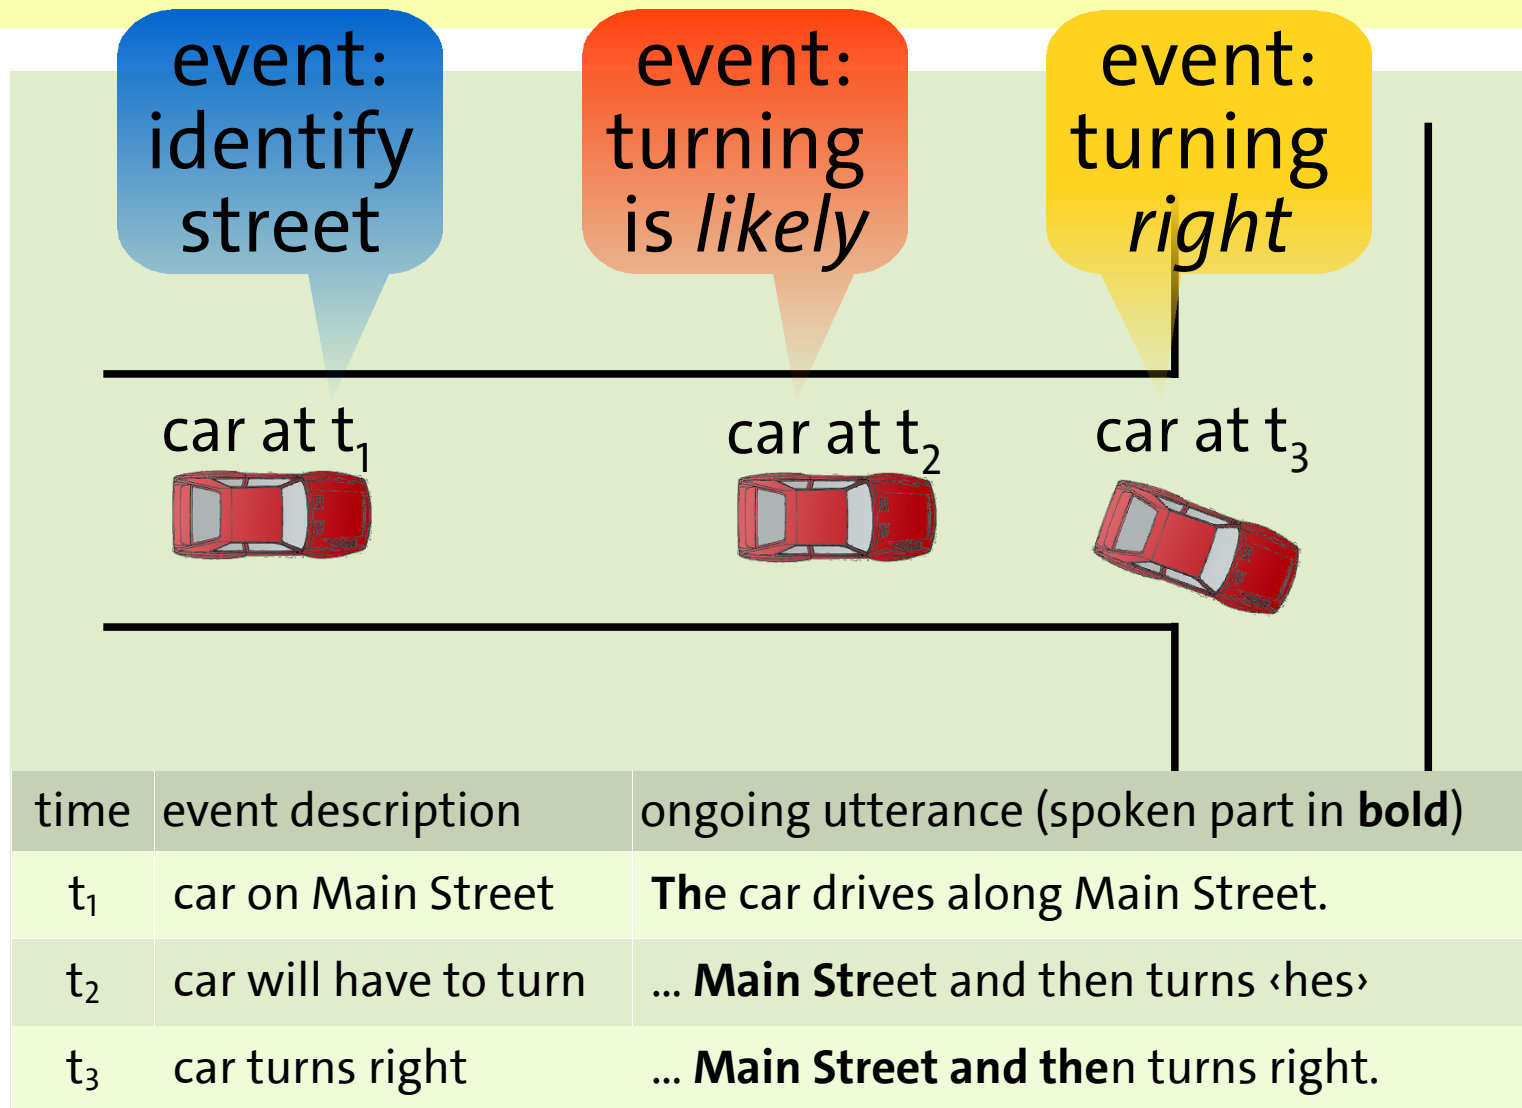 event:
identify
street
event:
turning
is likely
event:
turning
right
car at t₁
car at t₂
car at t₃
time event description ongoing utterance (spoken part in bold)
t₁ car on Main Street The car drives along Main Street.
t₂ car will have to turn ... Main Street and then turns ‹hes›
t₃ car turns right ... Main Street and then turns right.